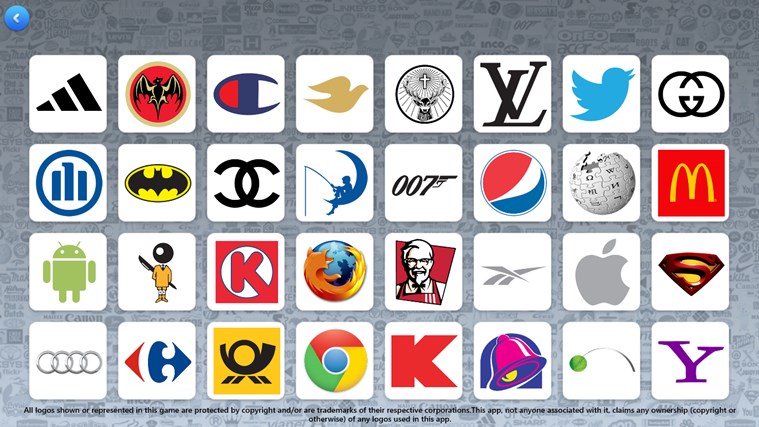 007
All logos shown or represented in this game are protected by copyright and/or are trademarks of their respective corporations.This app, not anyone associated with it, claims any ownership (copyright or
otherwise) of any logos used in this app.